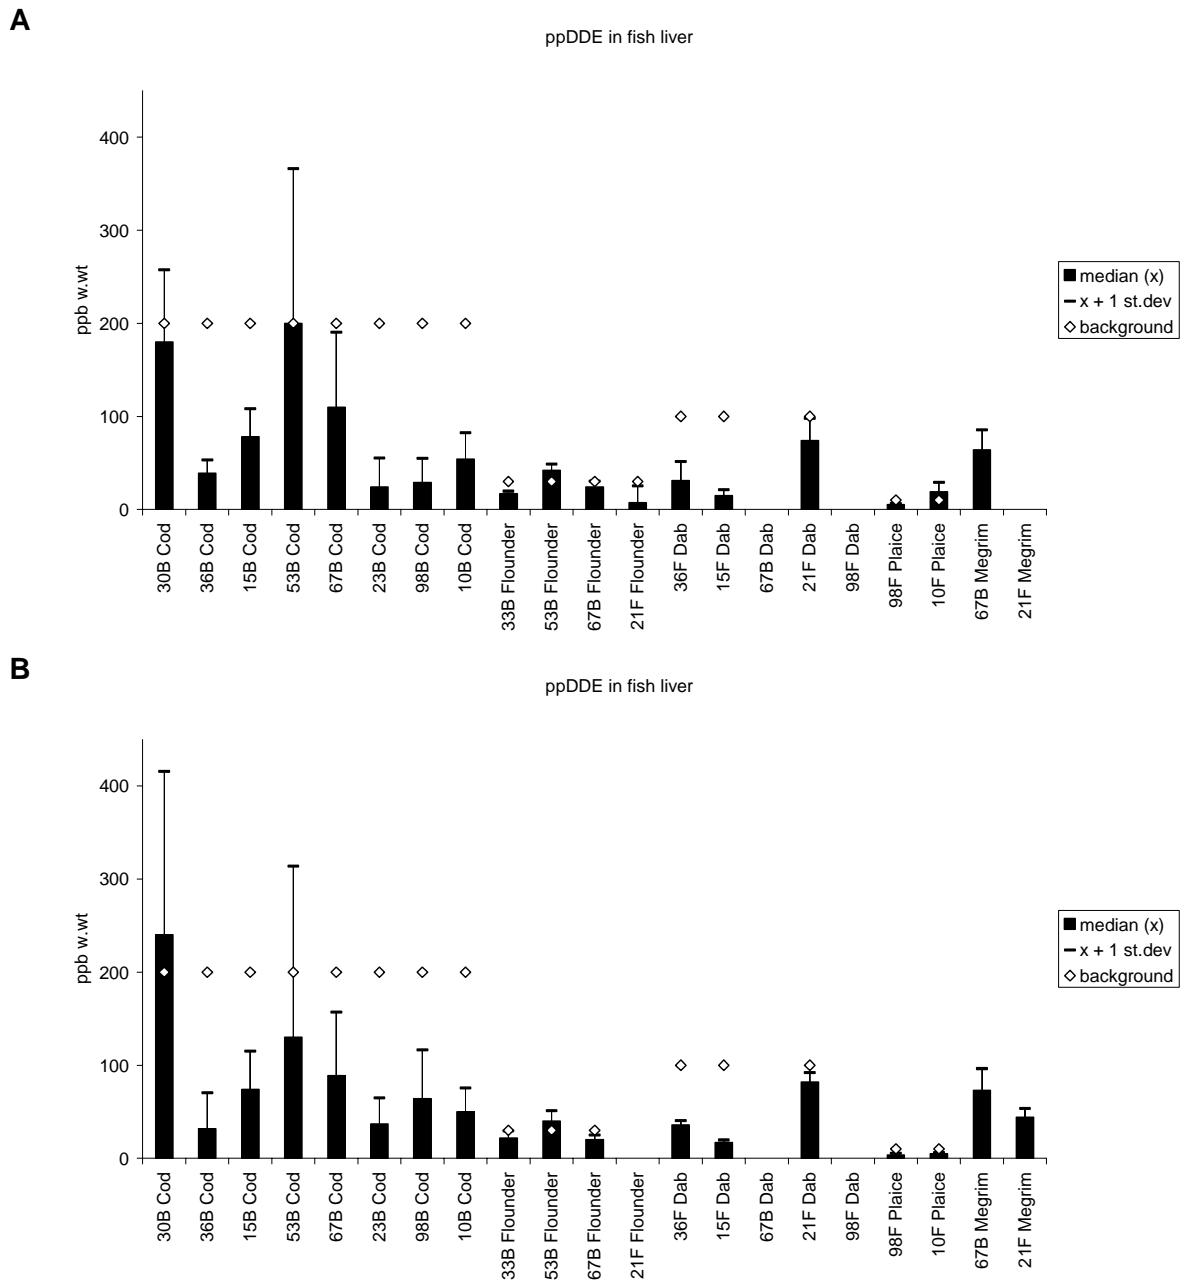 A
ppDDE in fish liver
400
300
200
100
0
ppb w.wt
30B Cod
36B Cod
15B Cod
53B Cod
67B Cod
23B Cod
98B Cod
10B Cod
33B Flounder
53B Flounder
67B Flounder
21F Flounder
36F Dab
15F Dab
67B Dab
21F Dab
98F Dab
98F Plaice
10F Plaice
67B Megrim
21F Megrim
median (x)
x + 1 st.dev
background
B
ppDDE in fish liver
400
300
200
100
0
ppb w.wt
30B Cod
36B Cod
15B Cod
53B Cod
67B Cod
23B Cod
98B Cod
10B Cod
33B Flounder
53B Flounder
67B Flounder
21F Flounder
36F Dab
15F Dab
67B Dab
21F Dab
98F Dab
98F Plaice
10F Plaice
67B Megrim
21F Megrim
median (x)
x + 1 st.dev
background